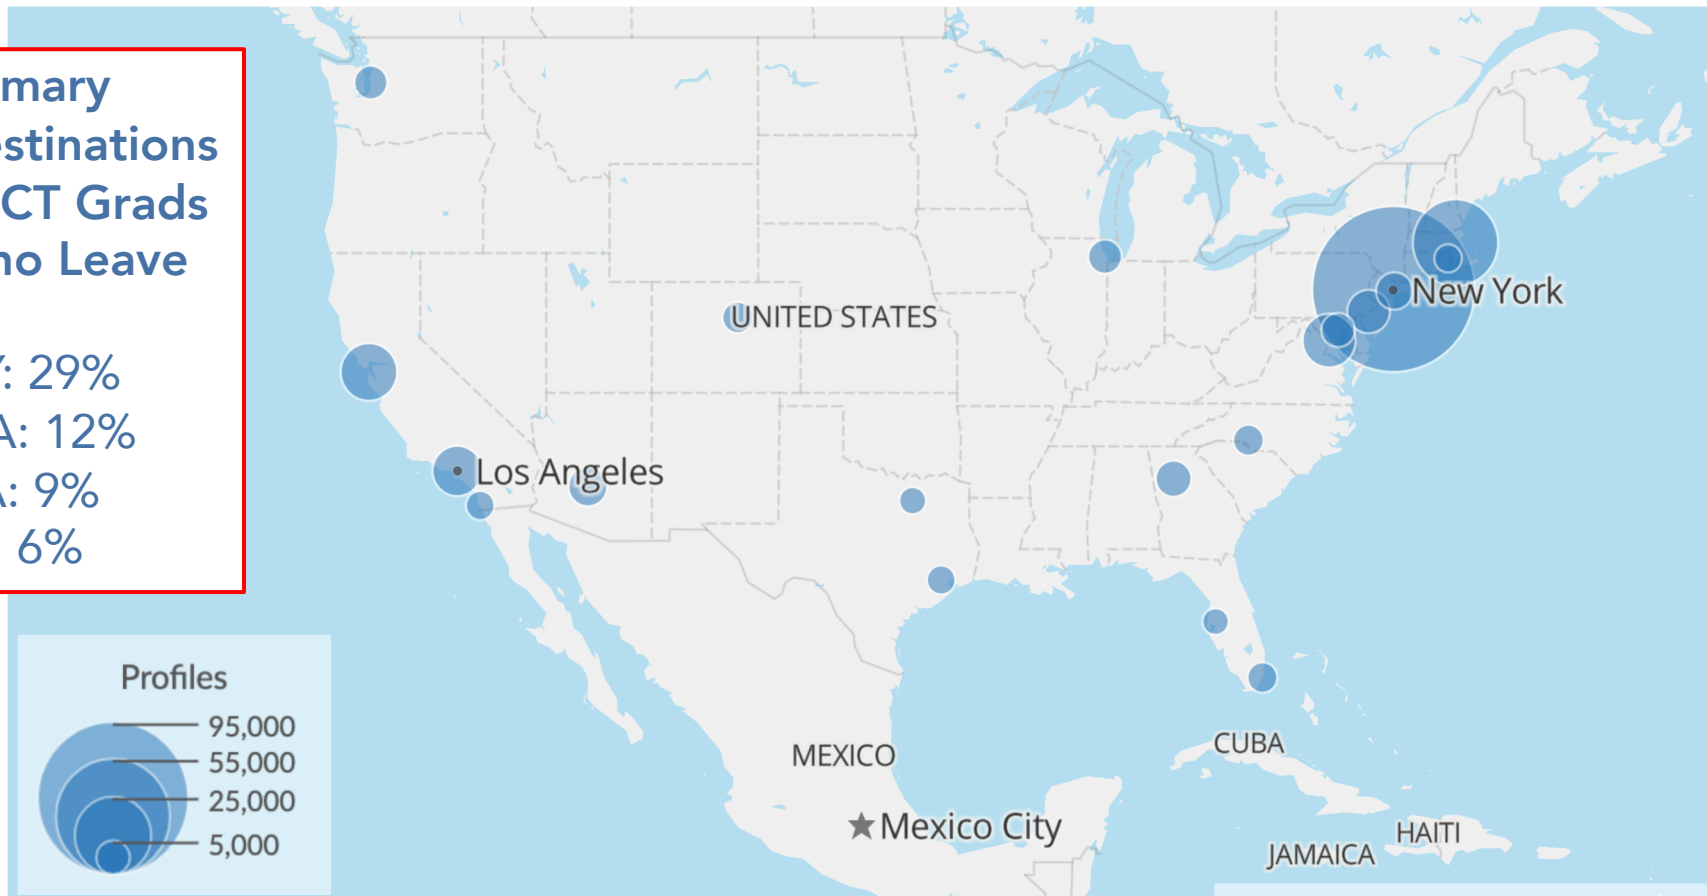 mary
estinations
CT Grads
no Leave
Y: 29%
A: 12%
A: 9%
6%
UNITED STATES
New York
Los Angeles
Profiles
95,000
55,000
25,000
5,000
MEXICO
Mexico City
CUBA
HAITI
JAMAICA